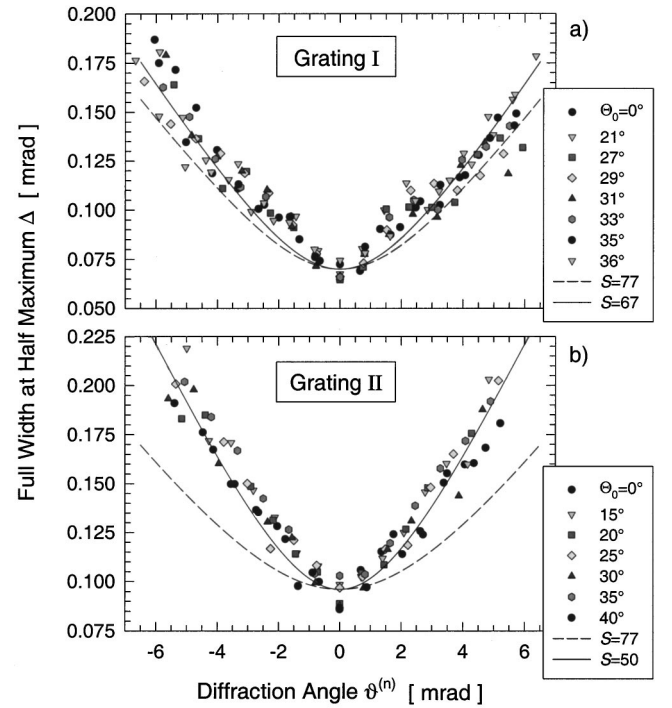 Full Width at Half Maximum Δ [ mrad ]
0.200
0.175
0.150
0.125
0.100
0.075
0.050
Grating I
a)
Θ₀=0°
21°
27°
29°
31°
33°
35°
36°
S=77
S=67
0.225
0.200
0.175
0.150
0.125
0.100
0.075
Grating II
b)
Θ₀=0°
15°
20°
25°
30°
35°
40°
S=77
S=50
-6 -4 -2 0 2 4 6
Diffraction Angle ϑ⁽ⁿ⁾ [ mrad ]